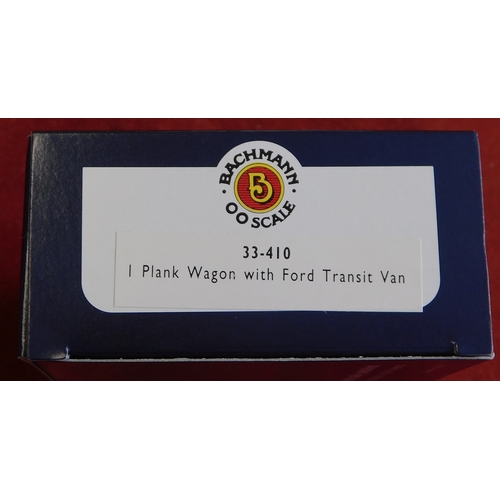 BACHMANN
B
OO SCALE
33-410
1 Plank Wagon with Ford Transit Van